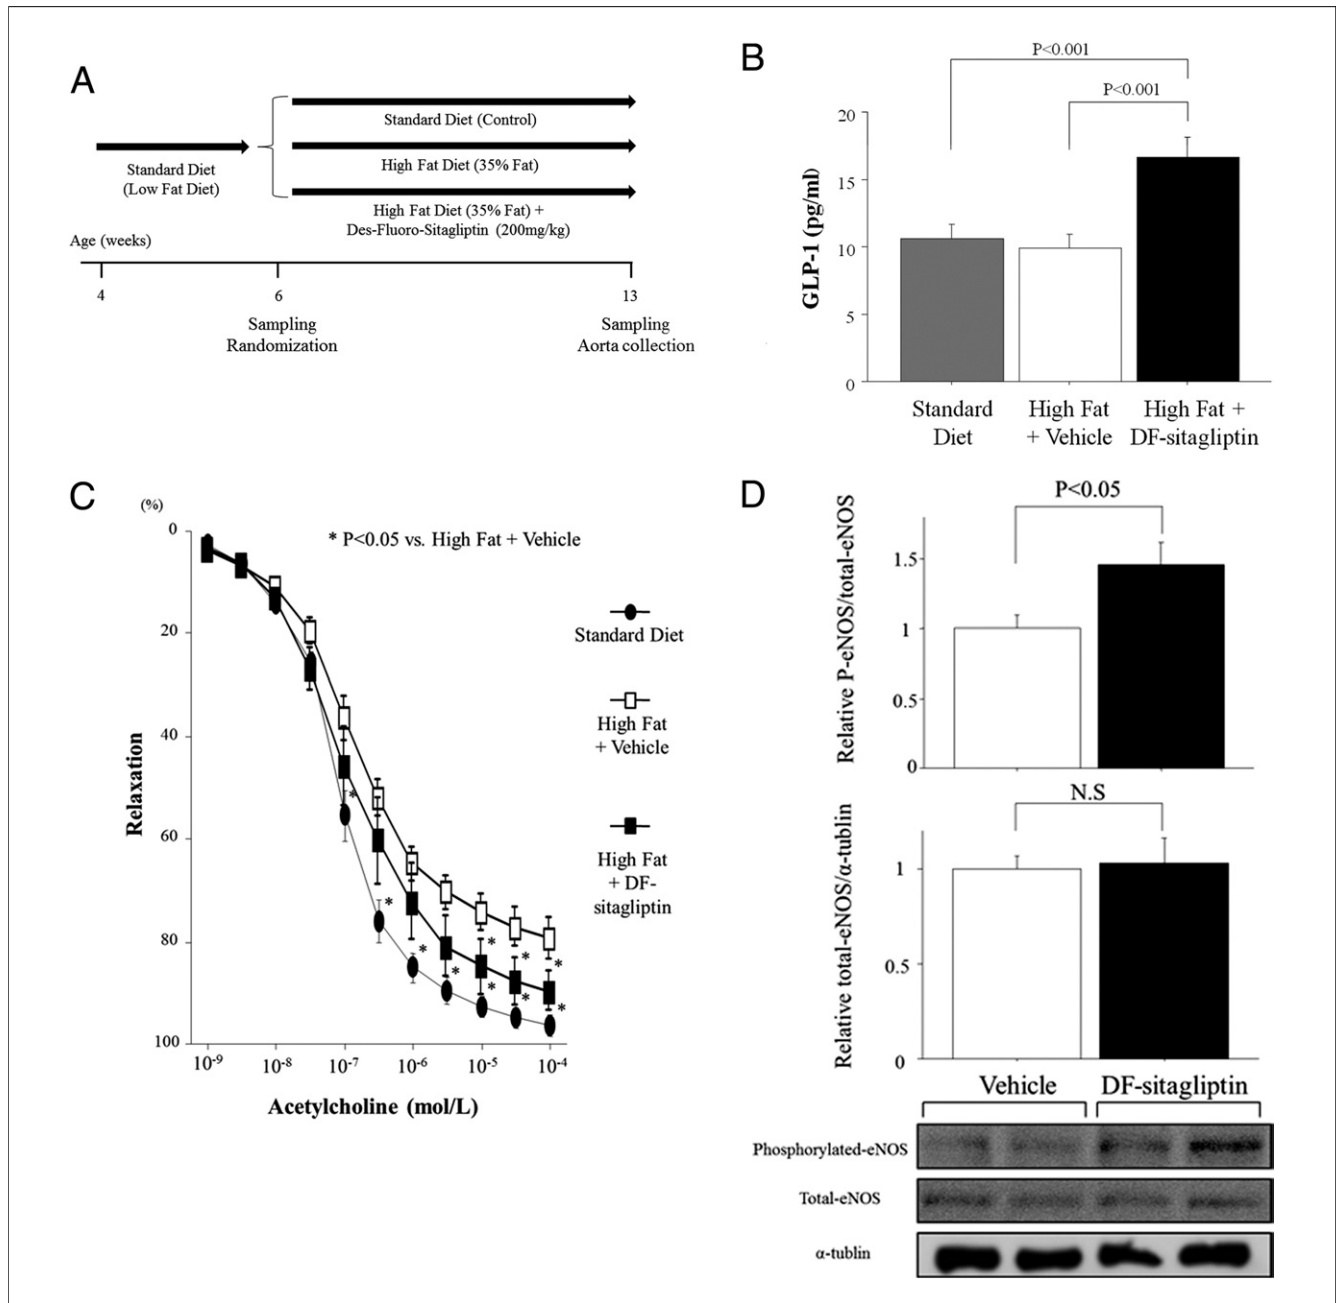 A
Standard Diet
(Low Fat Diet)
Standard Diet (Control)
High Fat Diet (35% Fat)
High Fat Diet (35% Fat) +
Des-Fluoro-Sitagliptin (200mg/kg)
Age (weeks)
4
6
13
Sampling
Randomization
Sampling
Aorta collection
B
P<0.001
P<0.001
GLP-1 (pg/ml)
20
15
10
5
0
Standard
Diet
High Fat
+ Vehicle
High Fat +
DF-sitagliptin
C
(%)
* P<0.05 vs. High Fat + Vehicle
Relaxation
0
20
40
60
80
100
*
*
*
*
*
*
*
*
*
*
10-9
10-8
10-7
10-6
10-5
10-4
Acetylcholine (mol/L)
Standard Diet
High Fat
+ Vehicle
High Fat
+ DF-
sitagliptin
D
P<0.05
Relative P-eNOS/total-eNOS
1.5
1
0.5
0
N.S
Relative total-eNOS/α-tublin
1
0.5
0
Vehicle
DF-sitagliptin
Phosphorylated-eNOS
Total-eNOS
α-tublin